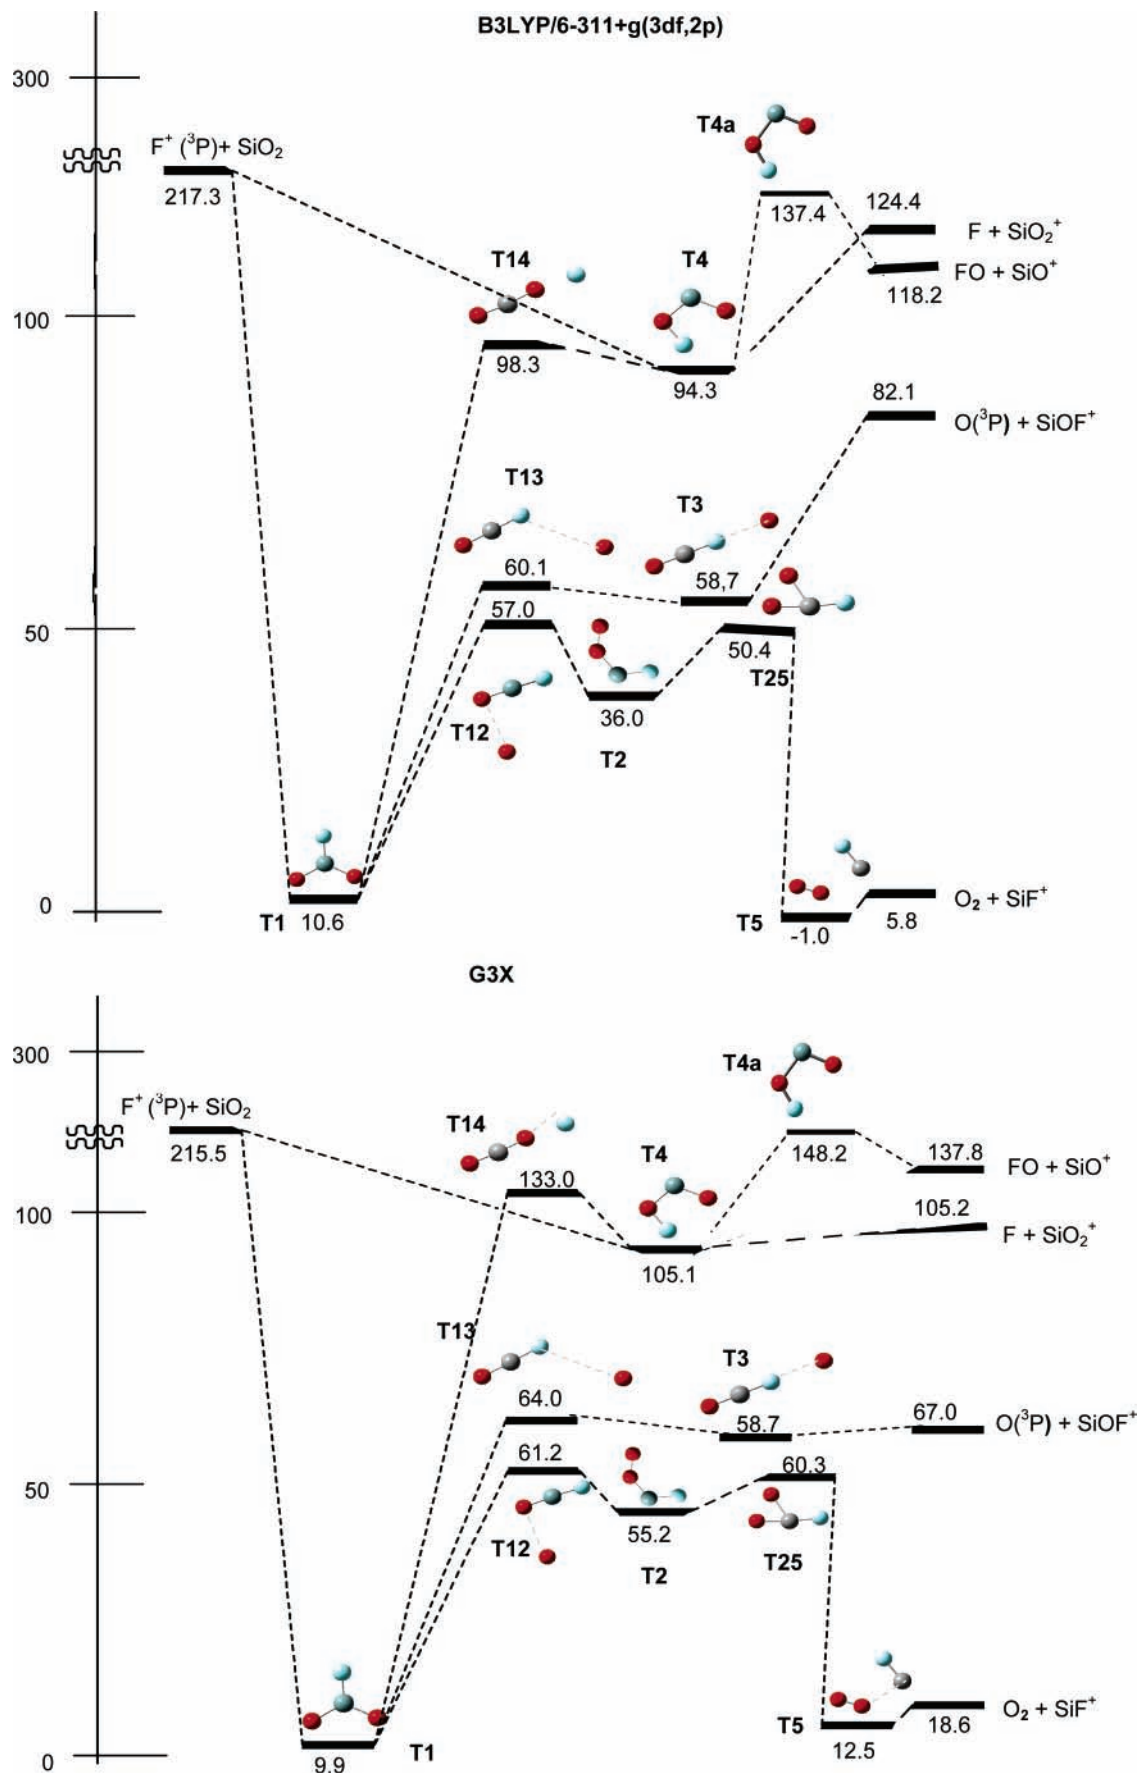 B3LYP/6-311+g(3df,2p)
300
T4a
F⁺ (³P)+ SiO₂
217.3
137.4
124.4
F + SiO₂⁺
T14
T4
FO + SiO⁺
118.2
100
98.3
94.3
82.1
O(³P) + SiOF⁺
T13
T3
60.1
58,7
57.0
50
50.4
T25
T12
36.0
T2
0
T1
10.6
T5
-1.0
5.8
O₂ + SiF⁺
G3X
300
T4a
F⁺ (³P)+ SiO₂
215.5
T14
T4
148.2
137.8
FO + SiO⁺
133.0
105.2
F + SiO₂⁺
100
105.1
T13
T3
64.0
58.7
67.0
O(³P) + SiOF⁺
61.2
60.3
50
T12
55.2
T2
T25
T5
12.5
18.6
O₂ + SiF⁺
0
9.9
T1